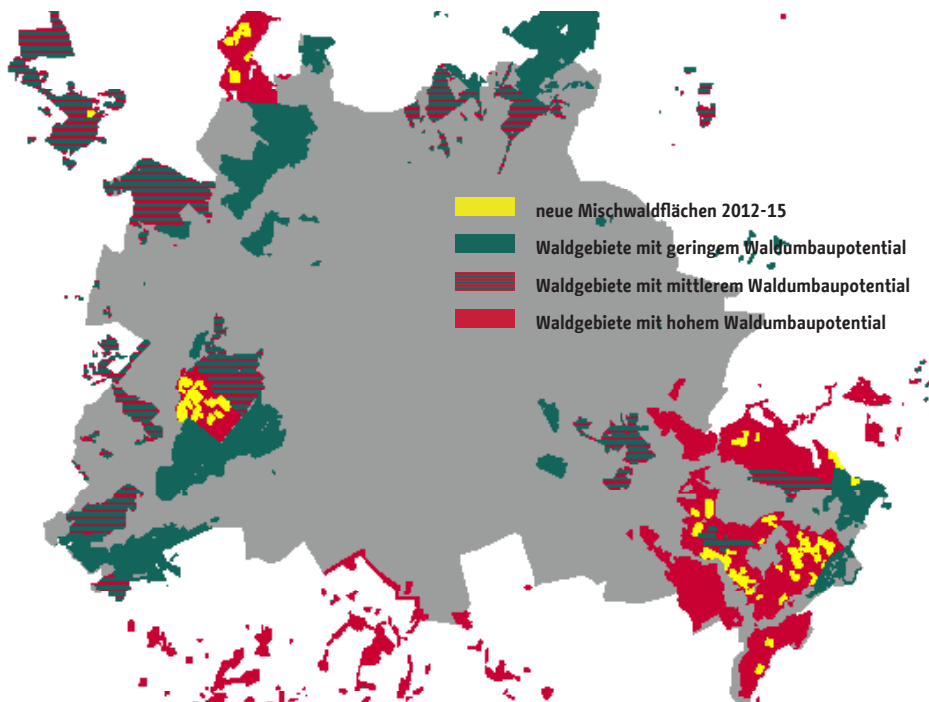 neue Mischwaldflächen 2012-15
Waldgebiete mit geringem Waldumbaupotential
Waldgebiete mit mittlerem Waldumbaupotential
Waldgebiete mit hohem Waldumbaupotential